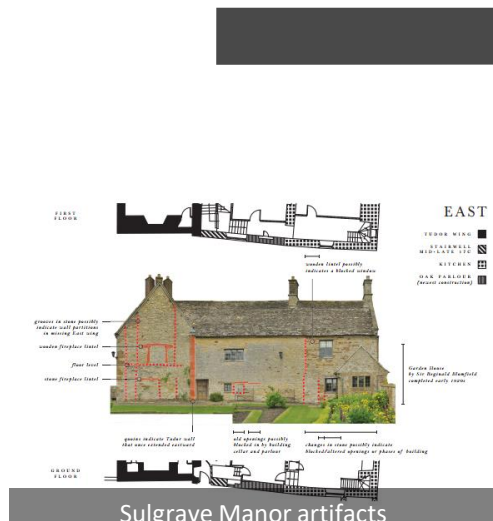 FIRST
FLOOR
EAST
TUDOR WING
STAIRWELL
MID-LATE 17C
KITCHEN
OAK PARLOUR
(newest construction)
wooden lintel possibly
indicates a blocked window
grooves in stone possibly
indicate wall partitions
in missing East wing
wooden fireplace lintel
floor level
stone fireplace lintel
Garden House
by Sir Reginald Blomfield
completed early 1920s
quoins indicate Tudor wall
that once extended eastward
old openings possibly
blocked in by building
cellar and parlour
changes in stone possibly indicate
blocked/altered openings or phases of building
GROUND
FLOOR
Sulgrave Manor artifacts